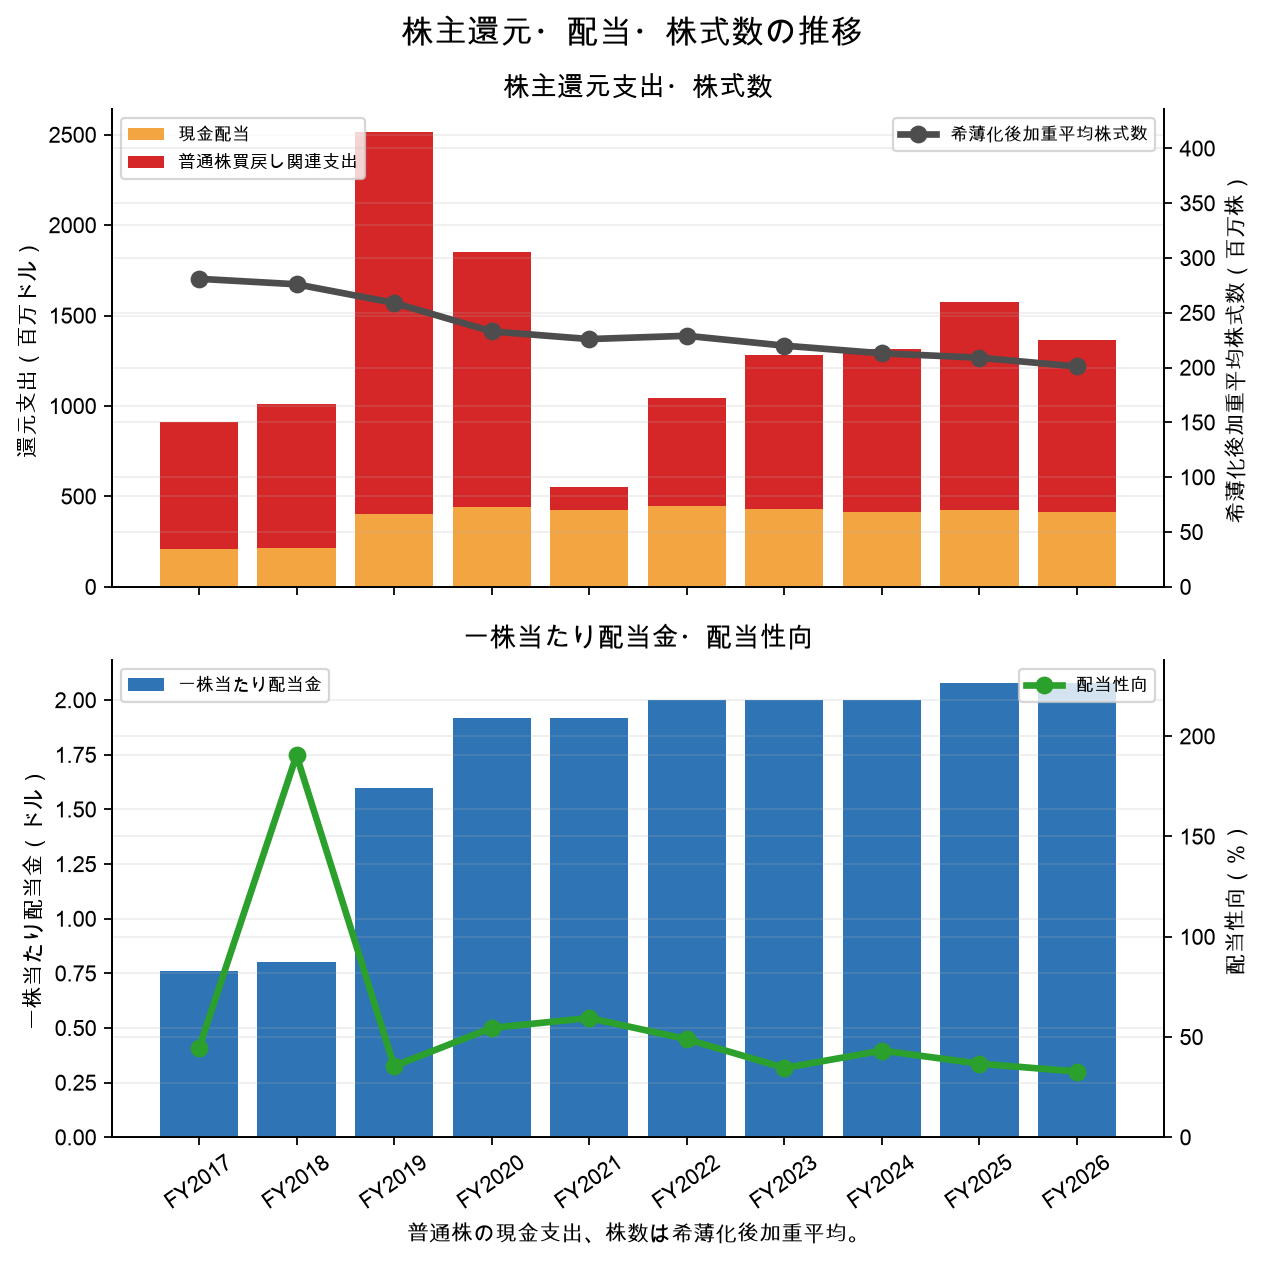 株主還元・配当・株式数の推移
株主還元支出・株式数
現金配当
普通株買戻し関連支出
希薄化後加重平均株式数
還元支出（百万ドル）
2500
2000
1500
1000
500
0
希薄化後加重平均株式数（百万株）
400
350
300
250
200
150
100
50
0
一株当たり配当金・配当性向
一株当たり配当金
配当性向
一株当たり配当金（ドル）
2.00
1.75
1.50
1.25
1.00
0.75
0.50
0.25
0.00
配当性向（%）
200
150
100
50
0
FY2017
FY2018
FY2019
FY2020
FY2021
FY2022
FY2023
FY2024
FY2025
FY2026
普通株の現金支出、株数は希薄化後加重平均。